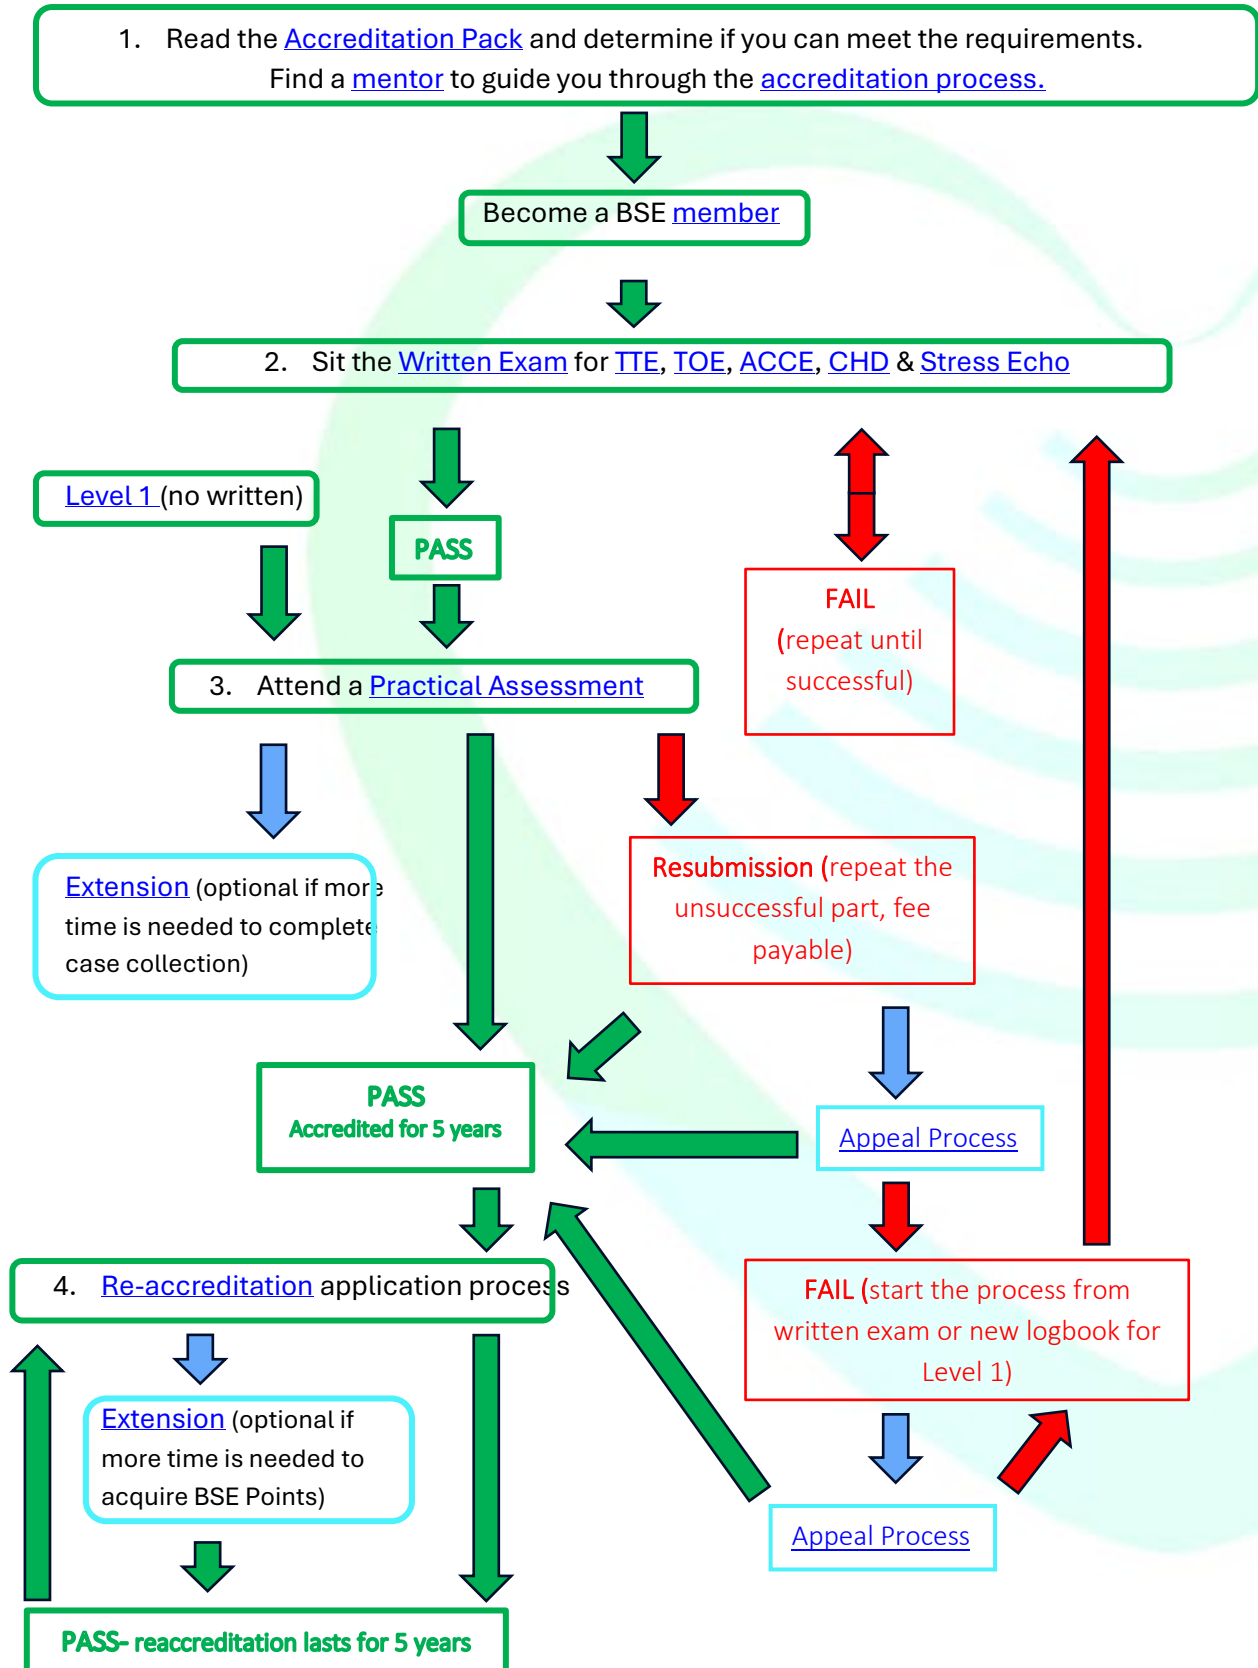 1. Read the Accreditation Pack and determine if you can meet the requirements.
Find a mentor to guide you through the accreditation process.
Become a BSE member
2. Sit the Written Exam for TTE, TOE, ACCE, CHD & Stress Echo
Level 1 (no written)
PASS
FAIL
(repeat until
successful)
3. Attend a Practical Assessment
Extension (optional if more
time is needed to complete
case collection)
Resubmission (repeat the
unsuccessful part, fee
payable)
PASS
Accredited for 5 years
Appeal Process
4. Re-accreditation application process
FAIL (start the process from
written exam or new logbook for
Level 1)
Extension (optional if
more time is needed to
acquire BSE Points)
Appeal Process
PASS- reaccreditation lasts for 5 years